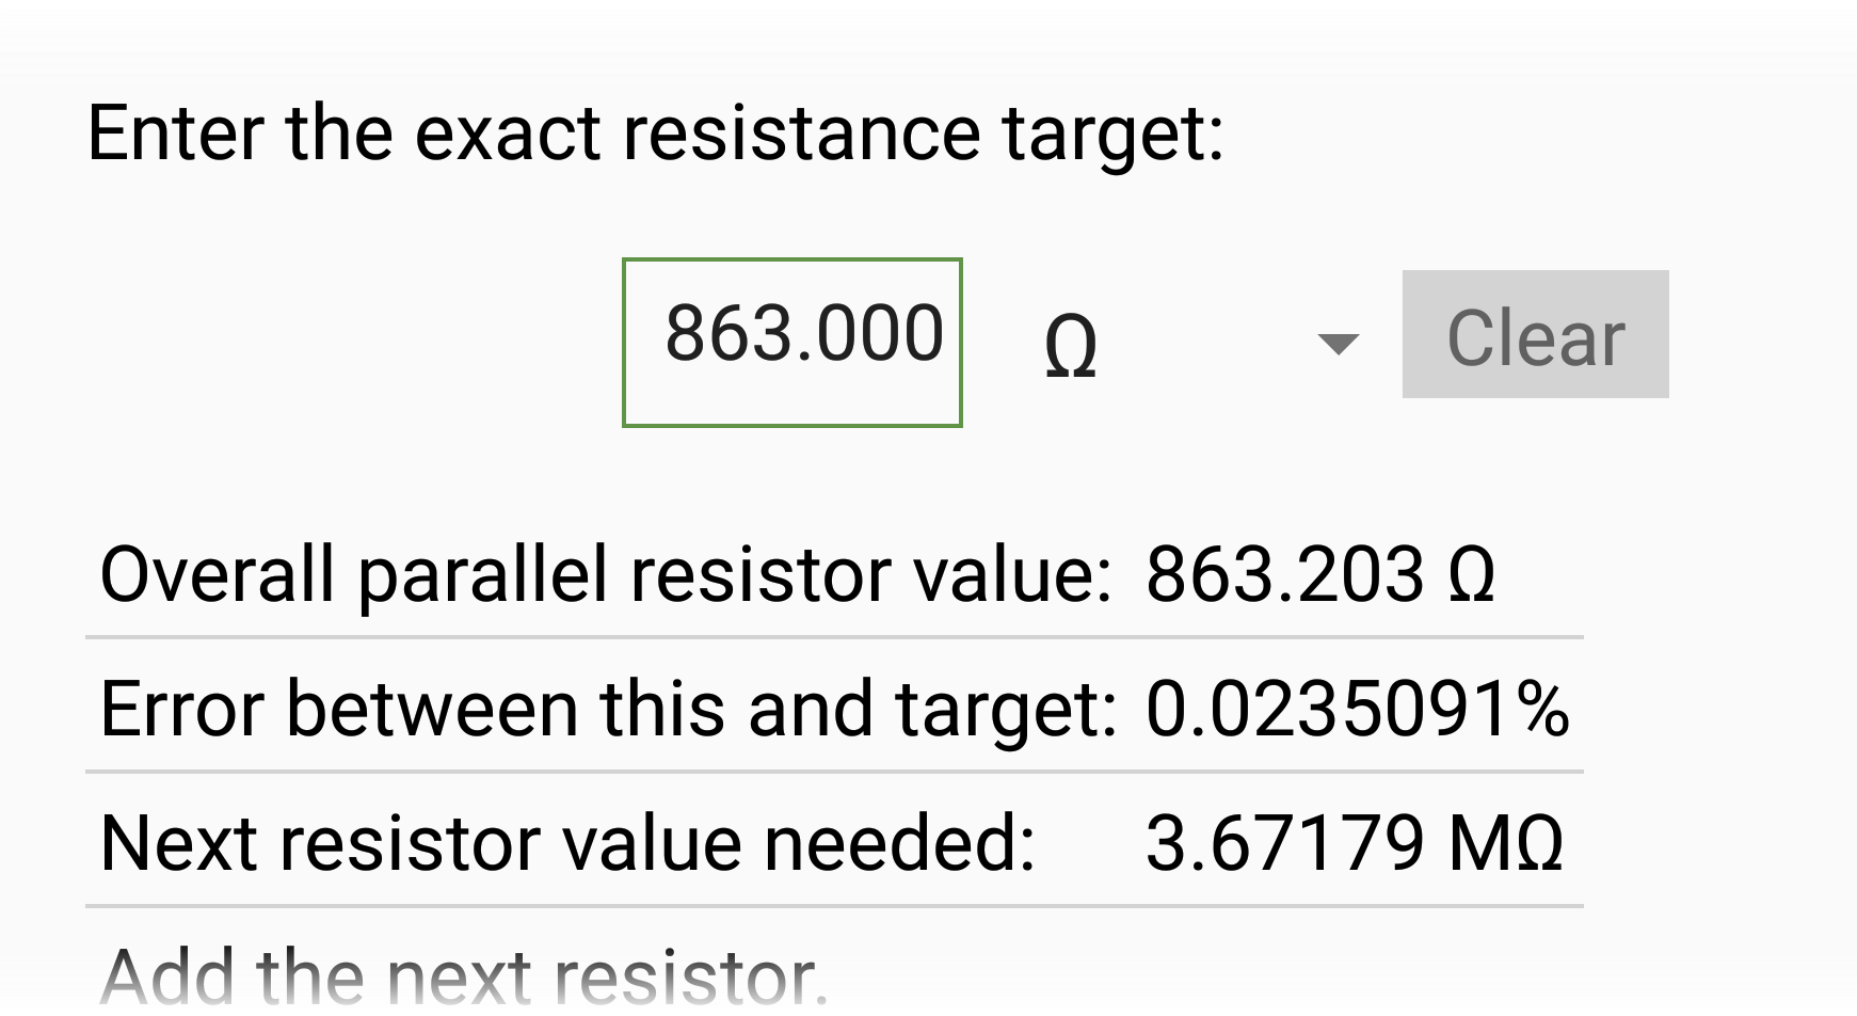 Enter the exact resistance target:
863.000 Ω Clear
Overall parallel resistor value: 863.203 Ω
Error between this and target: 0.0235091%
Next resistor value needed: 3.67179 MΩ
Add the next resistor.